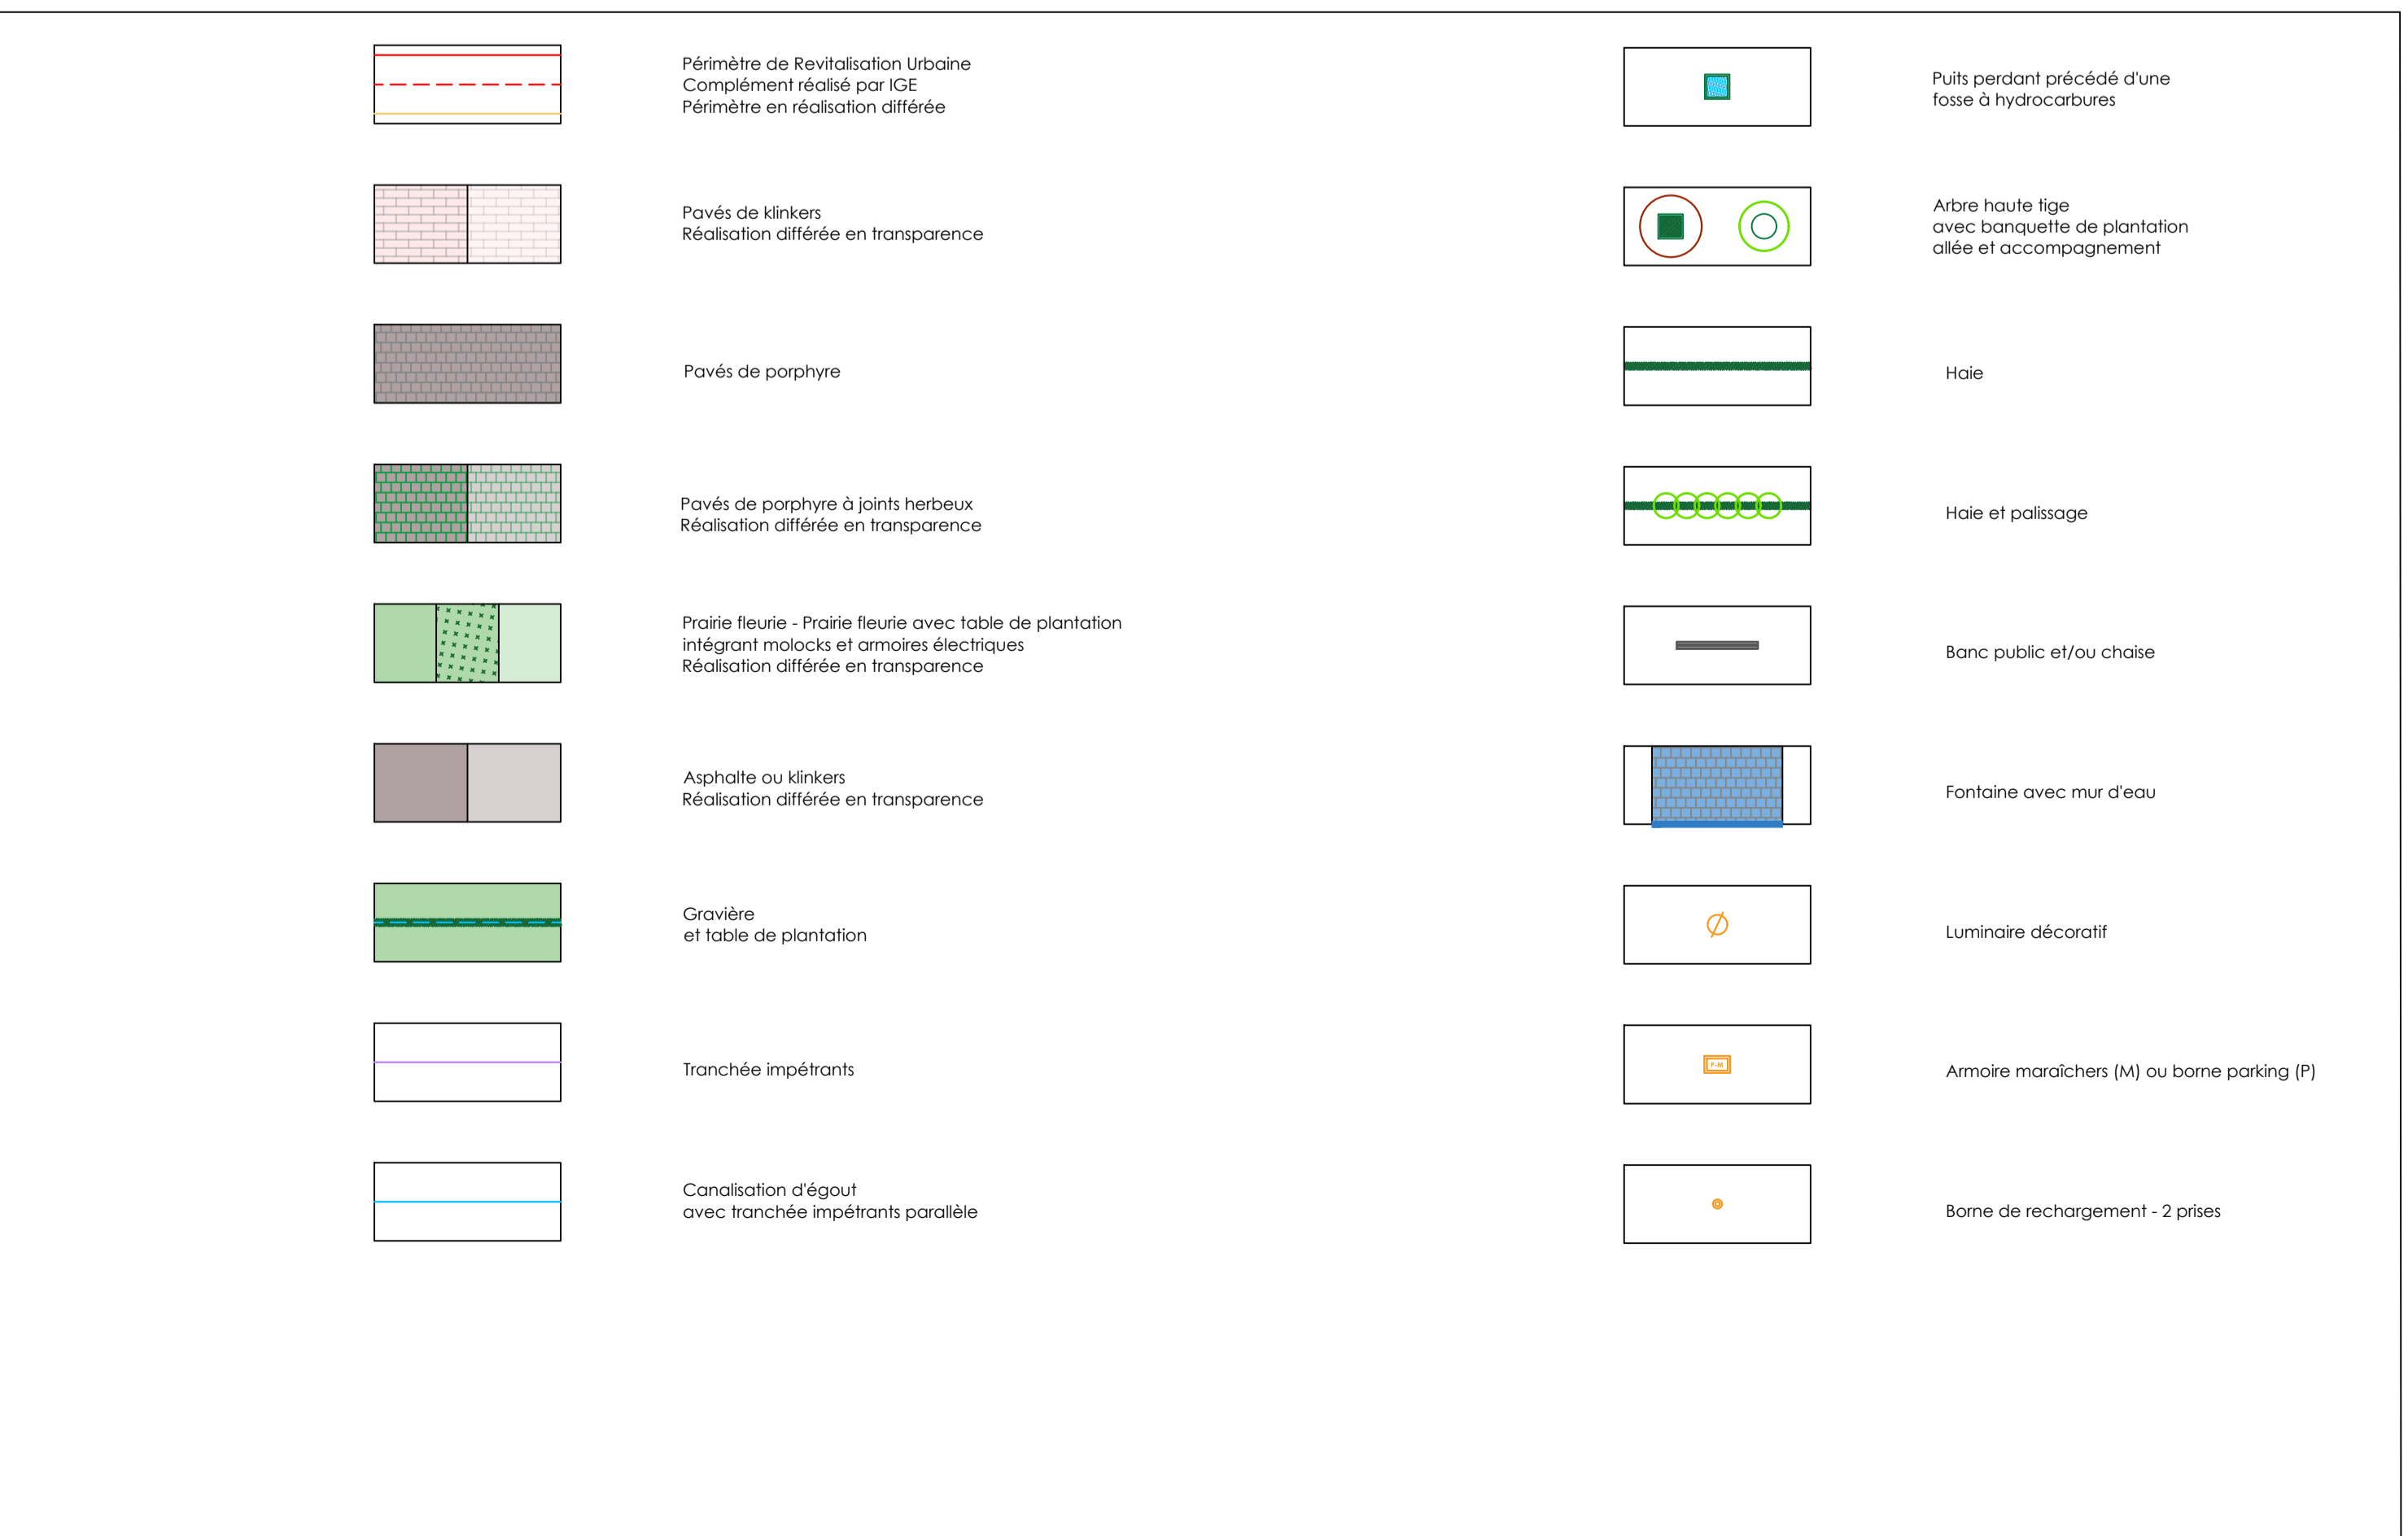 Périmètre de Revitalisation Urbaine
Complément réalisé par IGE
Périmètre en réalisation différée
Pavés de klinkers
Réalisation différée en transparence
Pavés de porphyre
Pavés de porphyre à joints herbeux
Réalisation différée en transparence
Prairie fleurie - Prairie fleurie avec table de plantation
intégrant molocks et armoires électriques
Réalisation différée en transparence
Asphalte ou klinkers
Réalisation différée en transparence
Gravière
et table de plantation
Tranchée impétrants
Canalisation d'égout
avec tranchée impétrants parallèle
Puits perdant précédé d'une
fosse à hydrocarbures
Arbre haute tige
avec banquette de plantation
allée et accompagnement
Haie
Haie et palissage
Banc public et/ou chaise
Fontaine avec mur d'eau
Luminaire décoratif
P-M
Armoire maraîchers (M) ou borne parking (P)
Borne de rechargement - 2 prises